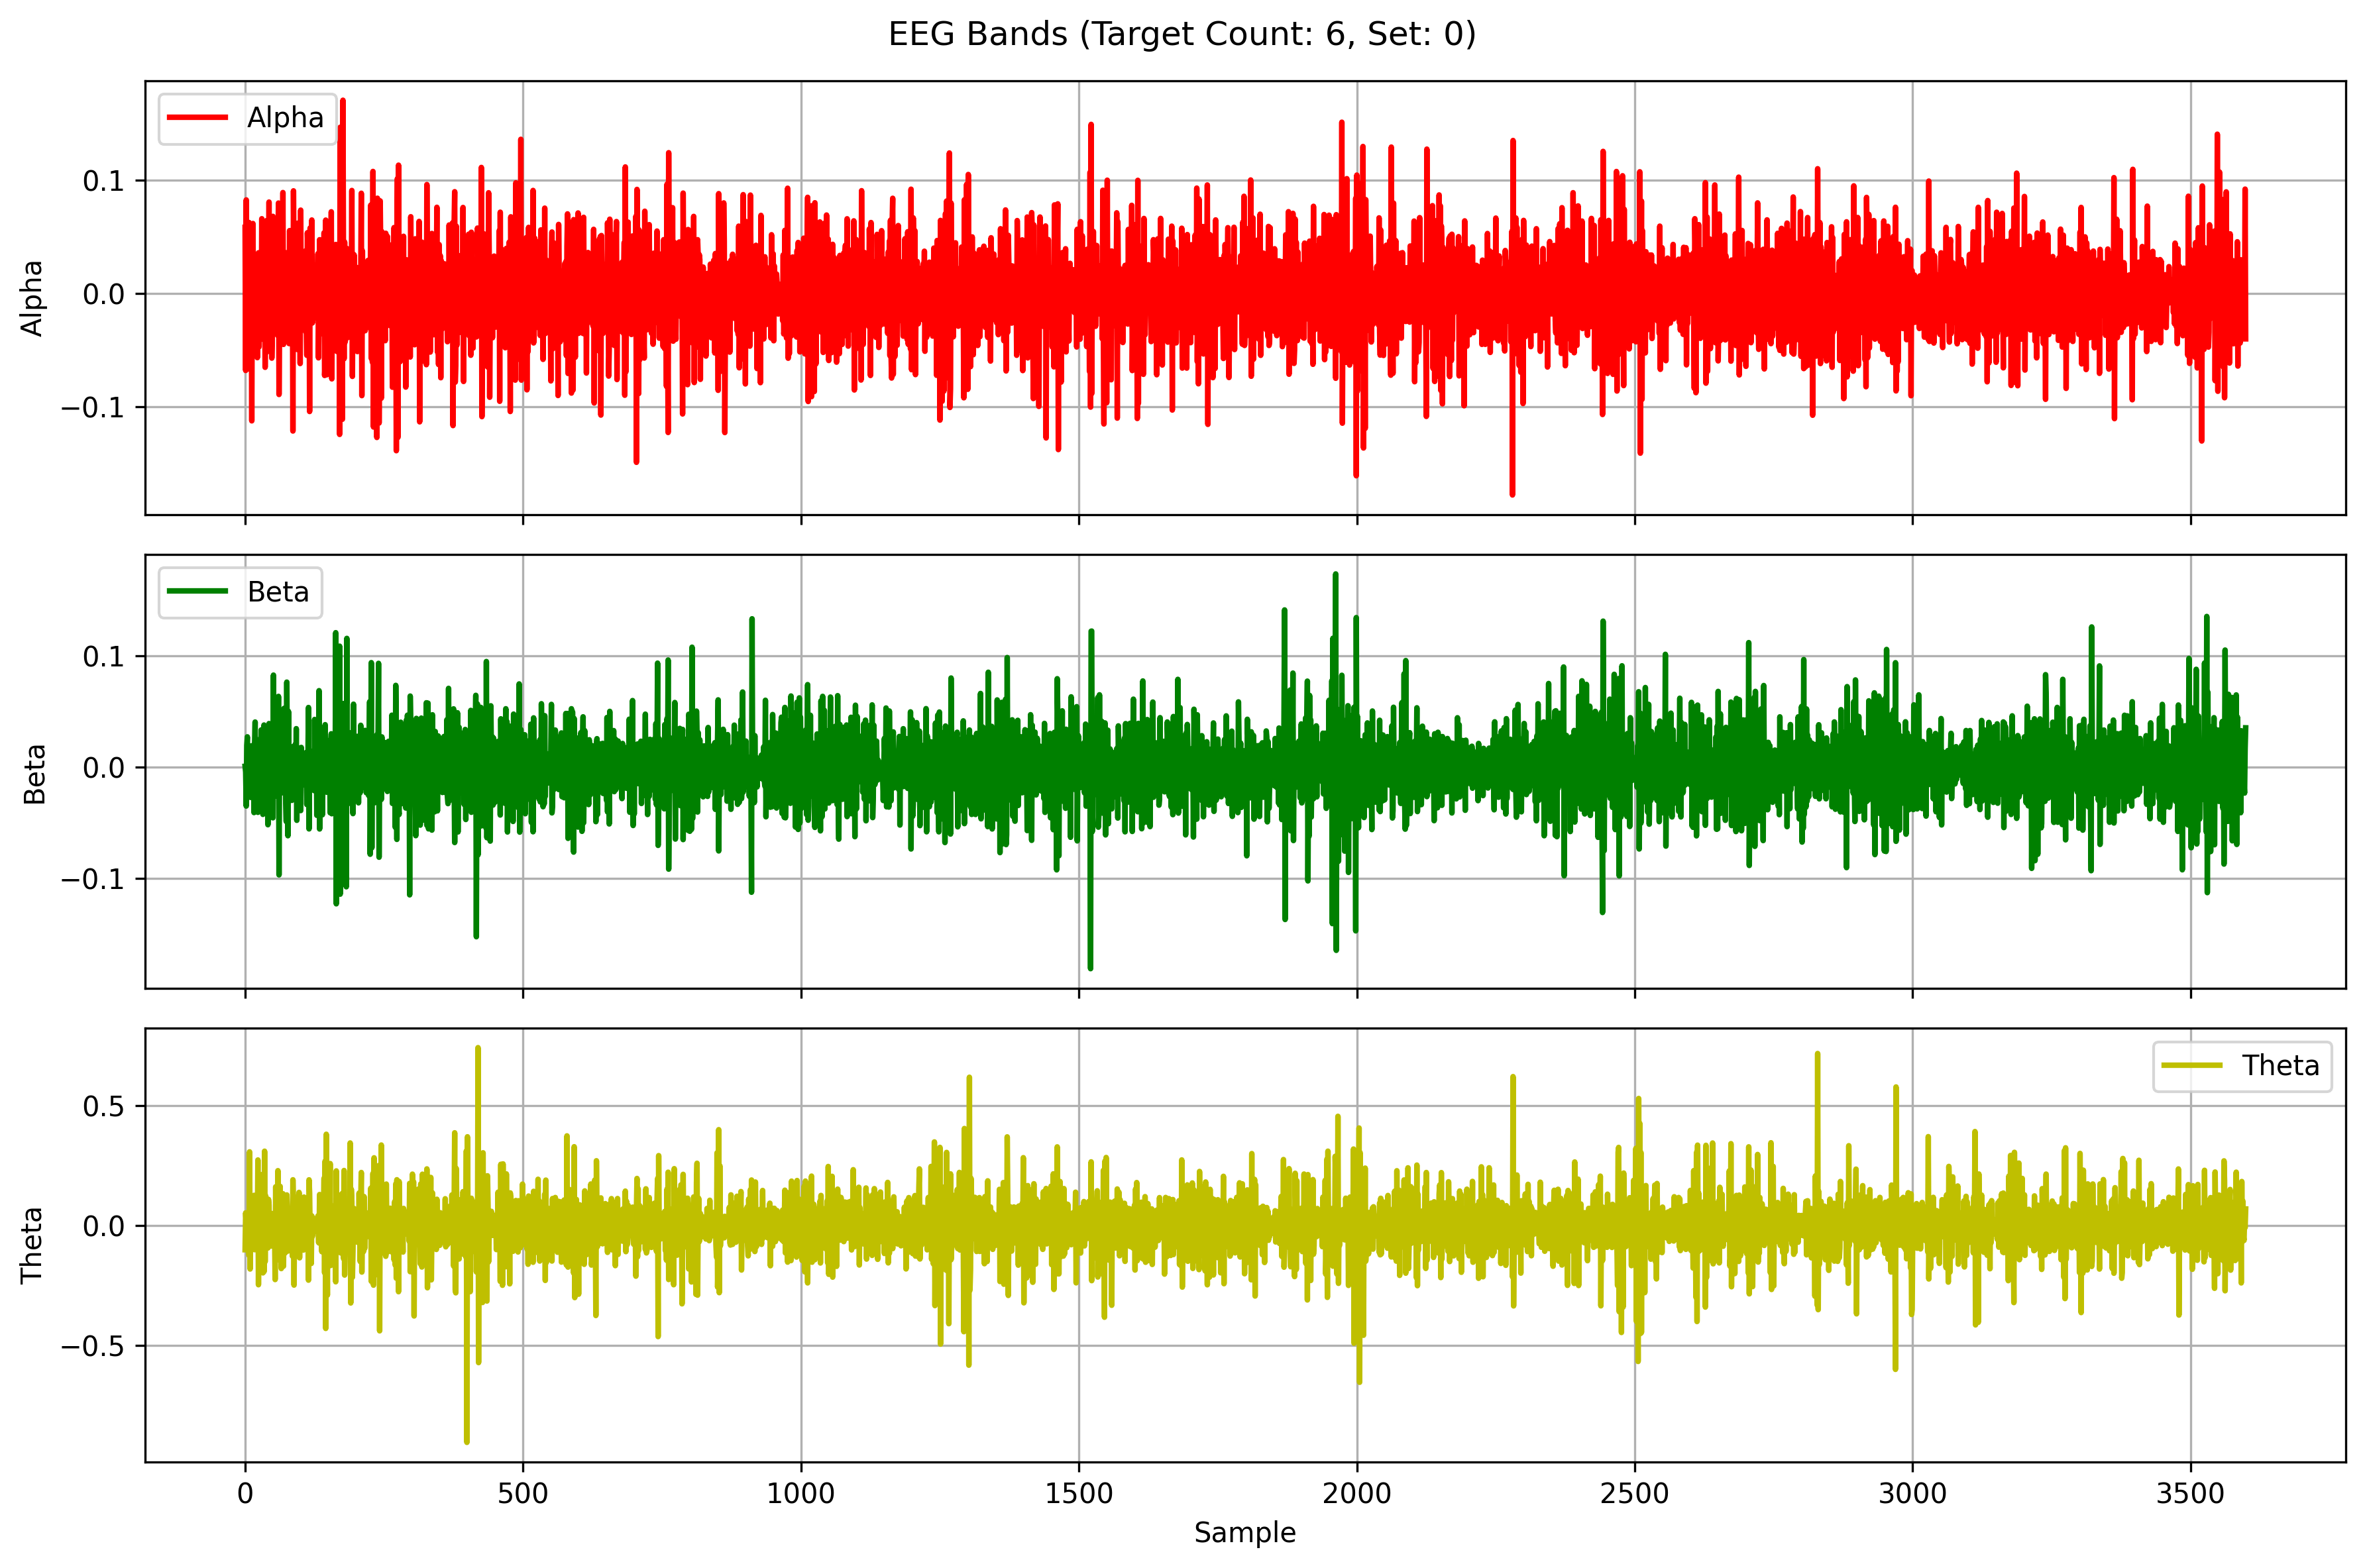 EEG Bands (Target Count: 6, Set: 0)
Alpha
0.1
0.0
−0.1
Alpha
Beta
0.1
0.0
−0.1
Beta
Theta
0.5
0.0
−0.5
Theta
0 500 1000 1500 2000 2500 3000 3500
Sample